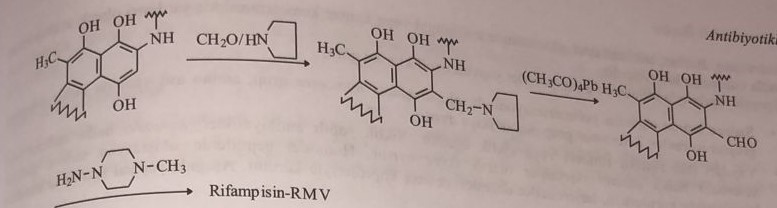 Antibiyotik
OH OH
NH
H₃C
OH
CH₂O/HN
OH OH
H₃C
NH
CH₂-N
OH
(CH₃CO)₄Pb
OH OH
H₃C
NH
CHO
OH
H₂N-N N-CH₃
Rifampisin-RMV